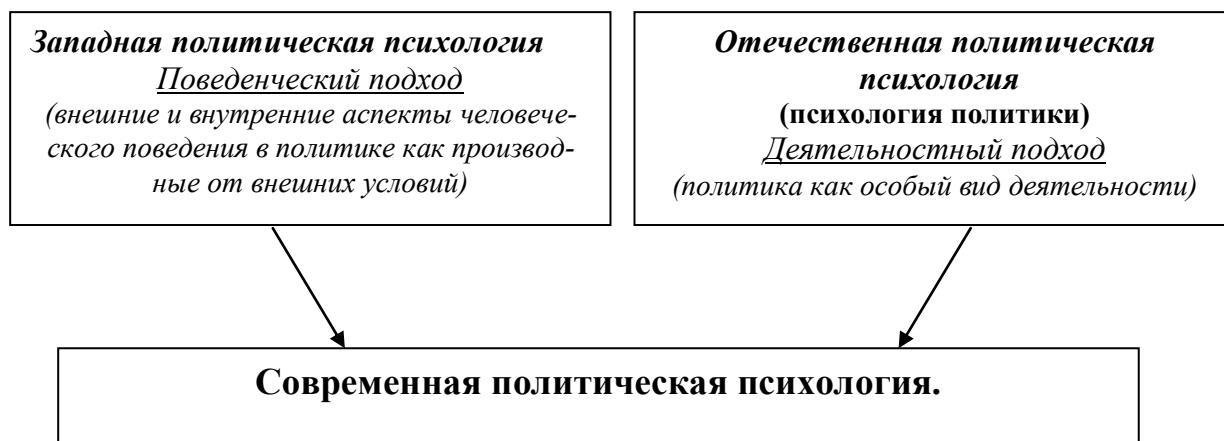 Западная политическая психология
Поведенческий подход
(внешние и внутренние аспекты человече-
ского поведения в политике как производ-
ные от внешних условий)
Отечественная политическая
психология
(психология политики)
Деятельностный подход
(политика как особый вид деятельности)
Современная политическая психология.